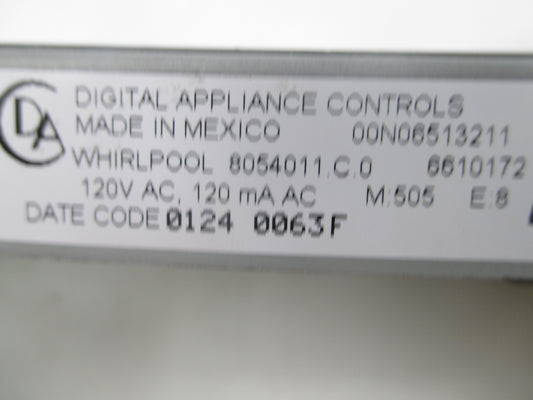 DA
DIGITAL APPLIANCE CONTROLS
MADE IN MEXICO 00N06513211
WHIRLPOOL 8054011.C.0 6610172
120V AC, 120 mA AC M:505 E:8
DATE CODE 0124 0063F